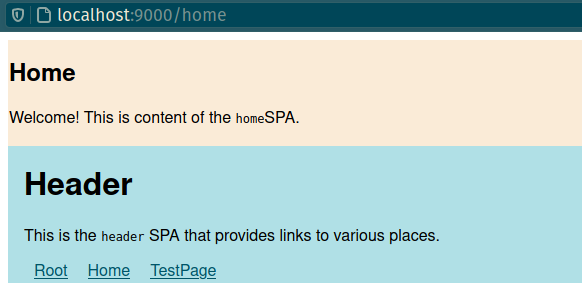 localhost:9000/home
Home
Welcome! This is content of the homeSPA.
Header
This is the header SPA that provides links to various places.
Root Home TestPage